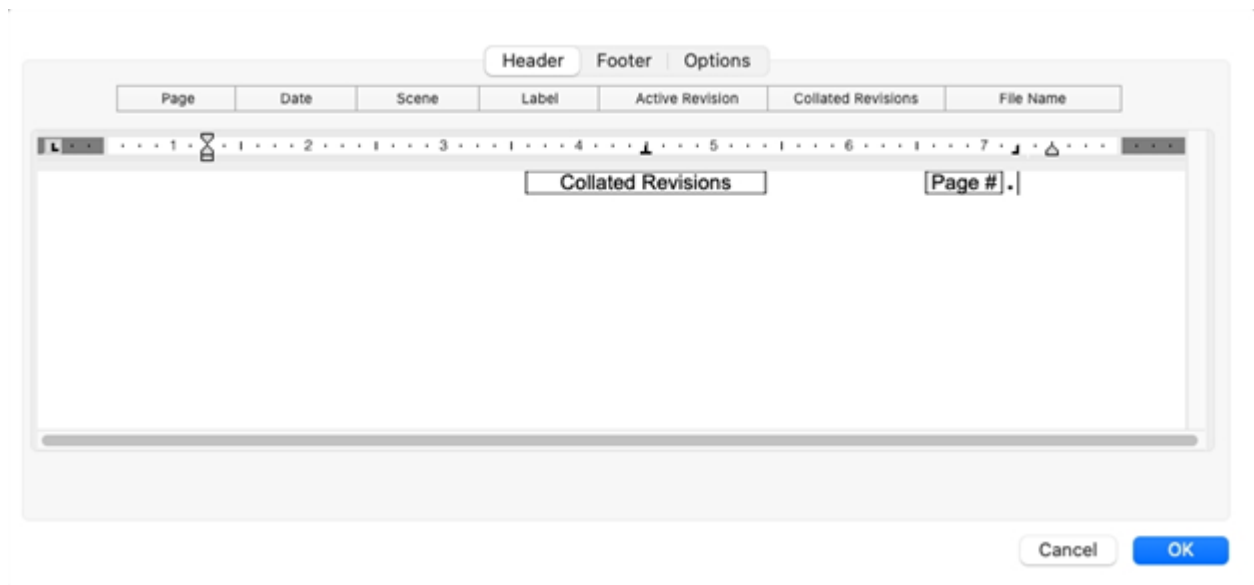 Header Footer Options
Page Date Scene Label Active Revision Collated Revisions File Name
L 1 2 3 4 5 6 7
Collated Revisions Page # .
Cancel OK